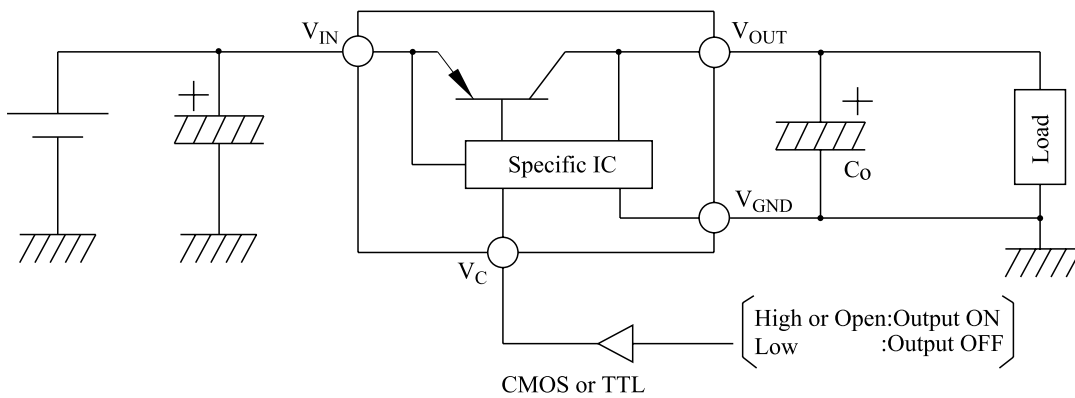 V_IN
V_OUT
+
+
Specific IC
Load
Co
V_GND
V_C
High or Open:Output ON
Low :Output OFF
CMOS or TTL